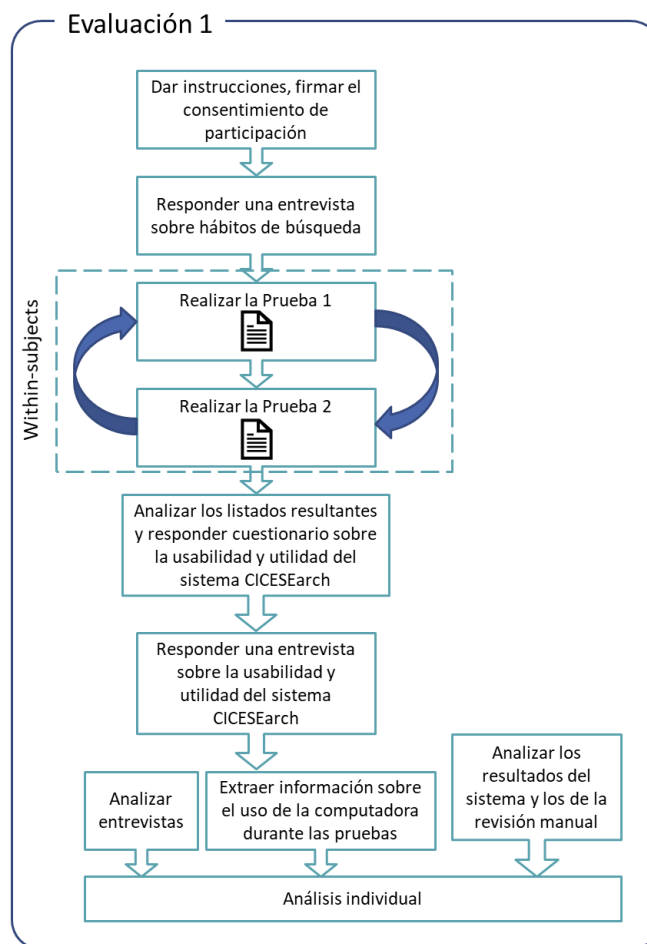 Evaluación 1
Dar instrucciones, firmar el
consentimiento de
participación
Responder una entrevista
sobre hábitos de búsqueda
Within-subjects
Realizar la Prueba 1
Realizar la Prueba 2
Analizar los listados resultantes
y responder cuestionario sobre
la usabilidad y utilidad del
sistema CICESEarch
Responder una entrevista
sobre la usabilidad y
utilidad del sistema
CICESEarch
Analizar
entrevistas
Extraer información sobre
el uso de la computadora
durante las pruebas
Analizar los
resultados del
sistema y los de la
revisión manual
Análisis individual